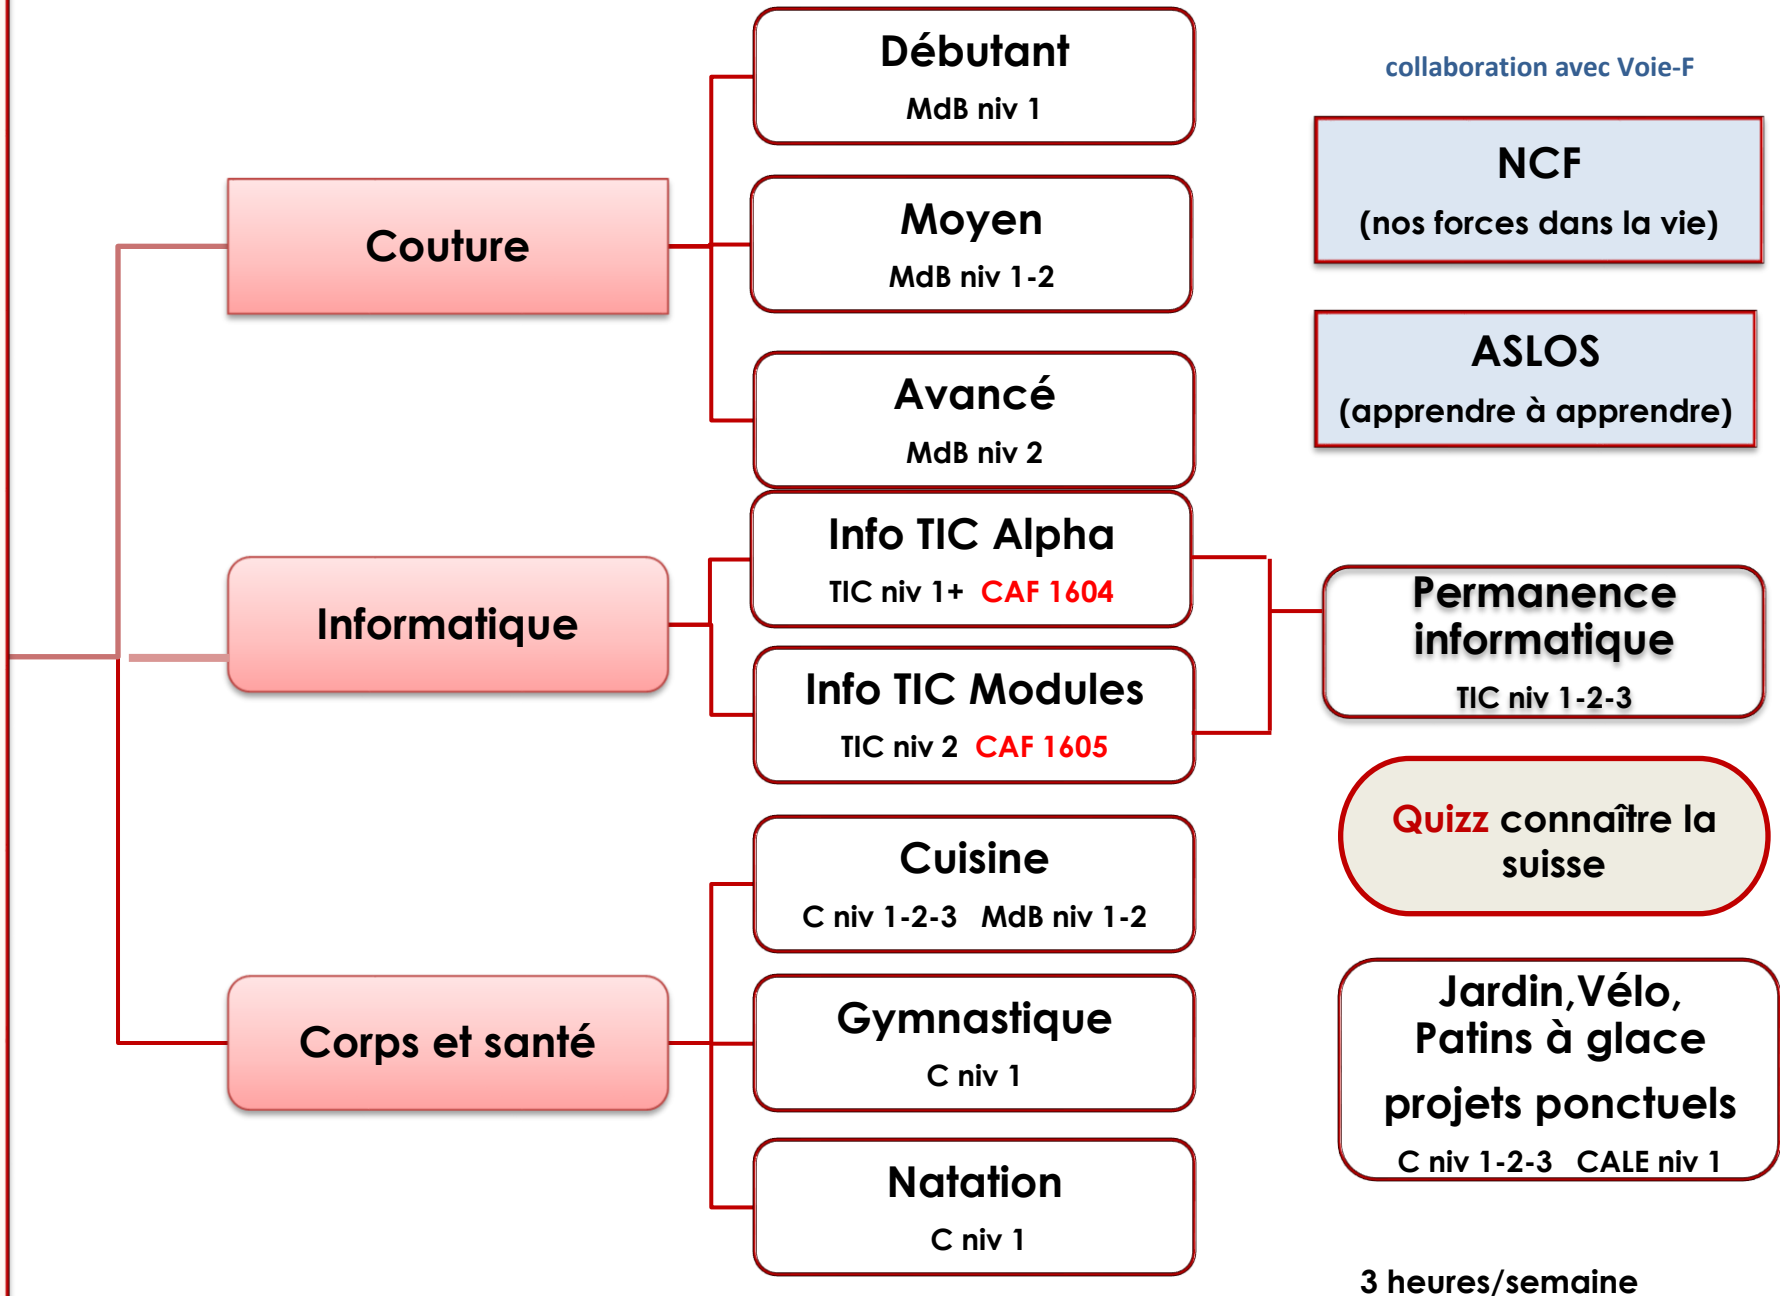 Couture
Débutant
MdB niv 1
Moyen
MdB niv 1-2
Avancé
MdB niv 2
Informatique
Info TIC Alpha
TIC niv 1+ CAF 1604
Info TIC Modules
TIC niv 2 CAF 1605
Permanence
informatique
TIC niv 1-2-3
Corps et santé
Cuisine
C niv 1-2-3 MdB niv 1-2
Gymnastique
C niv 1
Natation
C niv 1
collaboration avec Voie-F
NCF
(nos forces dans la vie)
ASLOS
(apprendre à apprendre)
Quizz connaître la
suisse
Jardin,Vélo,
Patins à glace
projets ponctuels
C niv 1-2-3 CALE niv 1
3 heures/semaine